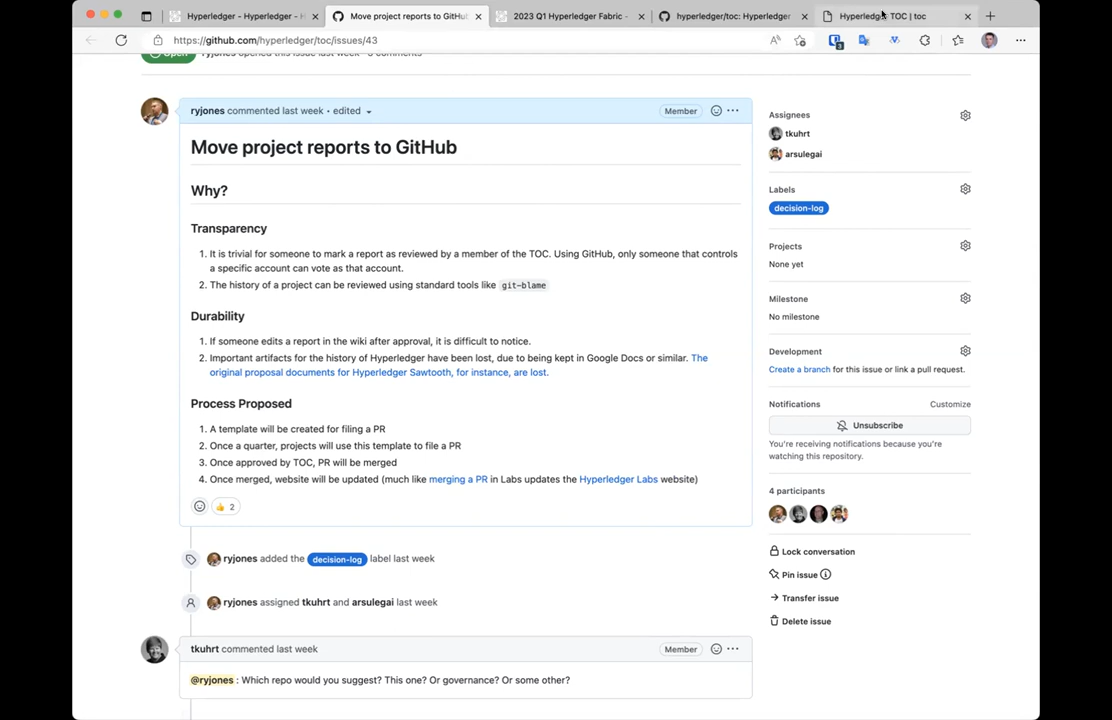 Hyperledger - Hyperledger - H
Move project reports to GitHub
2023 Q1 Hyperledger Fabric -
hyperledger/toc: Hyperledger
Hyperledger TOC | toc
https://github.com/hyperledger/toc/issues/43
Open
ryjones opened this issue last week · 3 comments
ryjones commented last week • edited
Member
Move project reports to GitHub
Why?
Transparency
1. It is trivial for someone to mark a report as reviewed by a member of the TOC. Using GitHub, only someone that controls
a specific account can vote as that account.
2. The history of a project can be reviewed using standard tools like git-blame
Durability
1. If someone edits a report in the wiki after approval, it is difficult to notice.
2. Important artifacts for the history of Hyperledger have been lost, due to being kept in Google Docs or similar. The
original proposal documents for Hyperledger Sawtooth, for instance, are lost.
Process Proposed
1. A template will be created for filing a PR
2. Once a quarter, projects will use this template to file a PR
3. Once approved by TOC, PR will be merged
4. Once merged, website will be updated (much like merging a PR in Labs updates the Hyperledger Labs website)
👍 2
ryjones added the decision-log label last week
ryjones assigned tkuhrt and arsulegai last week
tkuhrt commented last week
Member
@ryjones : Which repo would you suggest? This one? Or governance? Or some other?
Assignees
tkuhrt
arsulegai
Labels
decision-log
Projects
None yet
Milestone
No milestone
Development
Create a branch for this issue or link a pull request.
Notifications
Customize
Unsubscribe
You're receiving notifications because you're
watching this repository.
4 participants
Lock conversation
Pin issue
Transfer issue
Delete issue